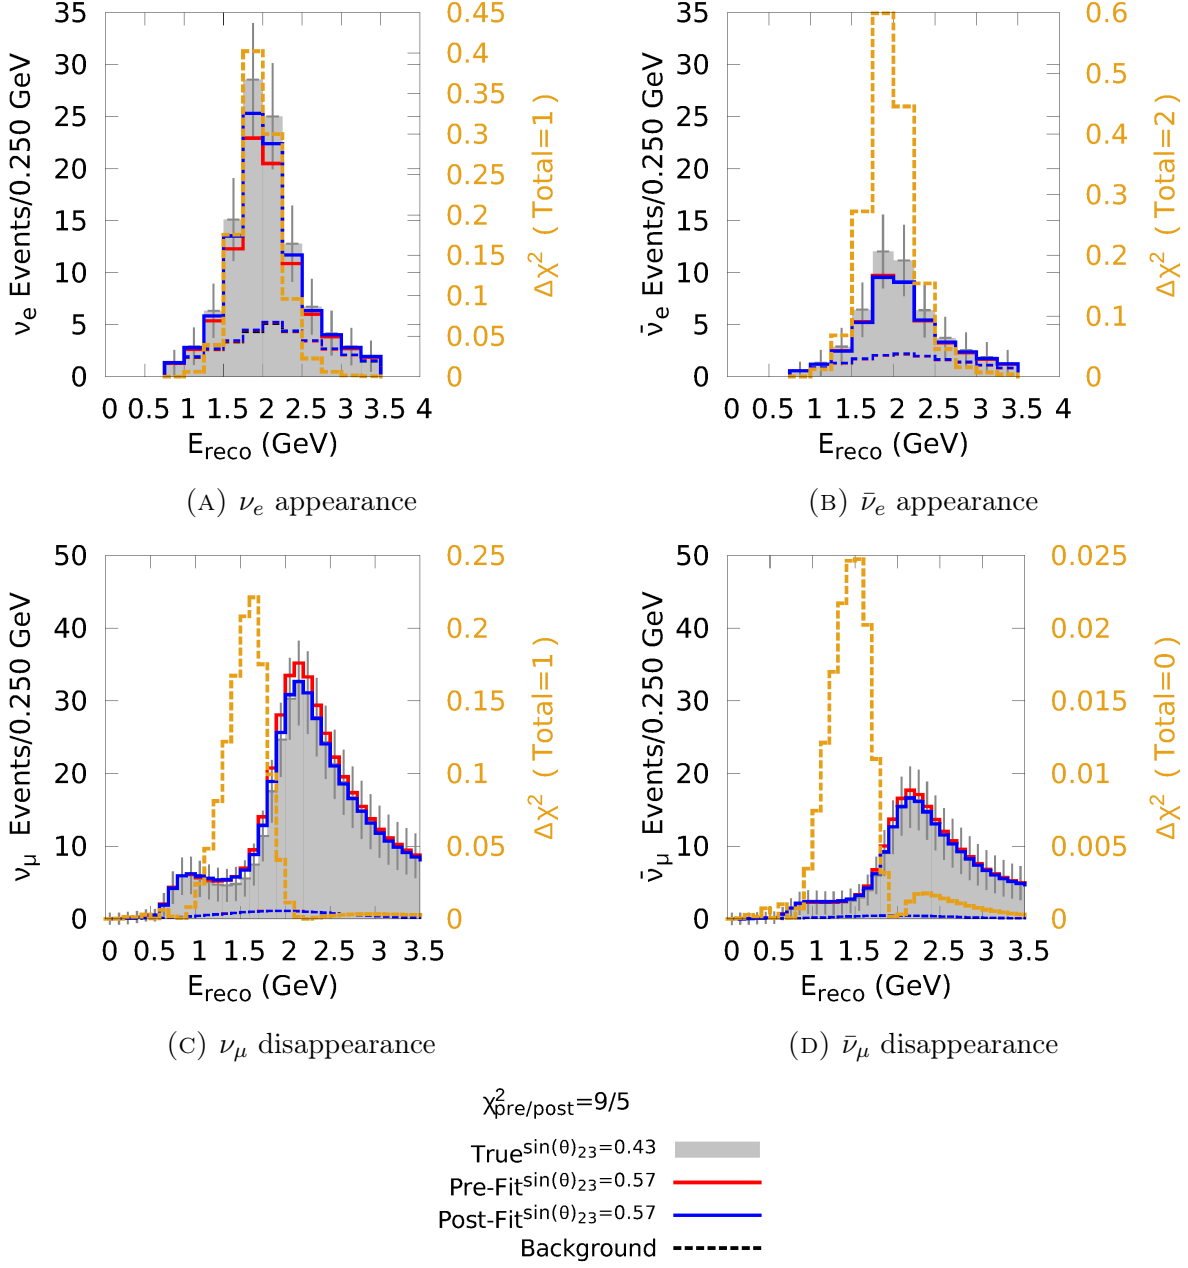 35
30
25
20
15
10
5
0
νe Events/0.250 GeV
0.45
0.4
0.35
0.3
0.25
0.2
0.15
0.1
0.05
0
Δχ² ( Total=1 )
0 0.5 1 1.5 2 2.5 3 3.5 4
Ereco (GeV)
(A) νe appearance
35
30
25
20
15
10
5
0
ν̄e Events/0.250 GeV
0.6
0.5
0.4
0.3
0.2
0.1
0
Δχ² ( Total=2 )
0 0.5 1 1.5 2 2.5 3 3.5 4
Ereco (GeV)
(B) ν̄e appearance
50
40
30
20
10
0
νμ Events/0.250 GeV
0.25
0.2
0.15
0.1
0.05
0
Δχ² ( Total=1 )
0 0.5 1 1.5 2 2.5 3 3.5
Ereco (GeV)
(C) νμ disappearance
50
40
30
20
10
0
ν̄μ Events/0.250 GeV
0.025
0.02
0.015
0.01
0.005
0
Δχ² ( Total=0 )
0 0.5 1 1.5 2 2.5 3 3.5
Ereco (GeV)
(D) ν̄μ disappearance
χ²pre/post=9/5
True sin(θ)23=0.43
Pre-Fit sin(θ)23=0.57
Post-Fit sin(θ)23=0.57
Background